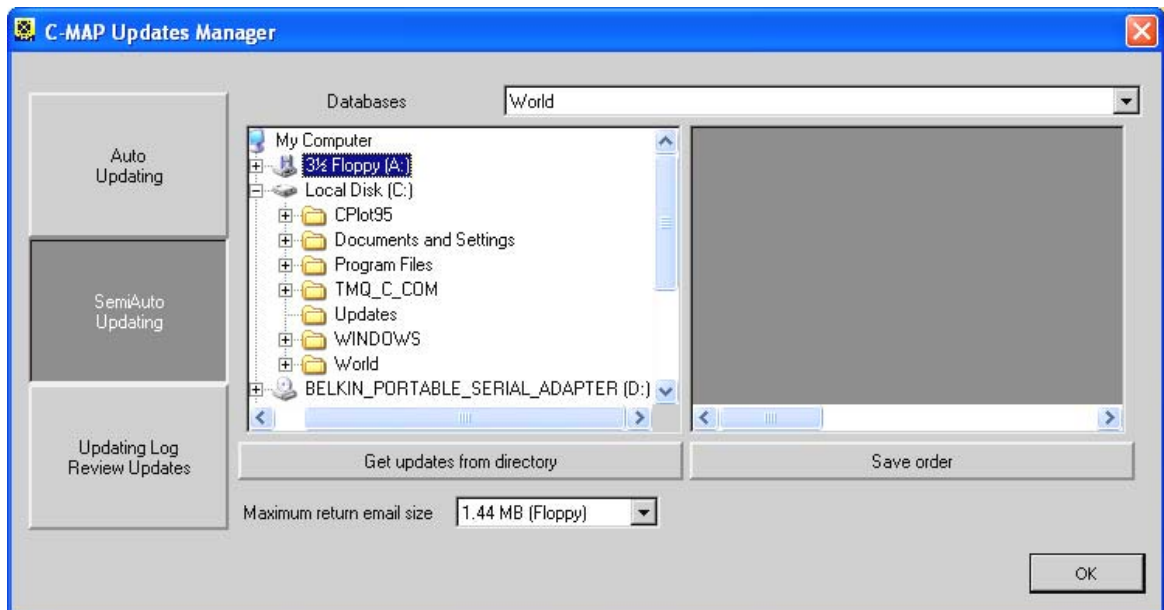 C-MAP Updates Manager
Auto
Updating
SemiAuto
Updating
Updating Log
Review Updates
Databases
World
My Computer
3½ Floppy (A:)
Local Disk (C:)
CPlot95
Documents and Settings
Program Files
TMQ_C_COM
Updates
WINDOWS
World
BELKIN_PORTABLE_SERIAL_ADAPTER (D:)
Get updates from directory
Save order
Maximum return email size
1.44 MB (Floppy)
OK